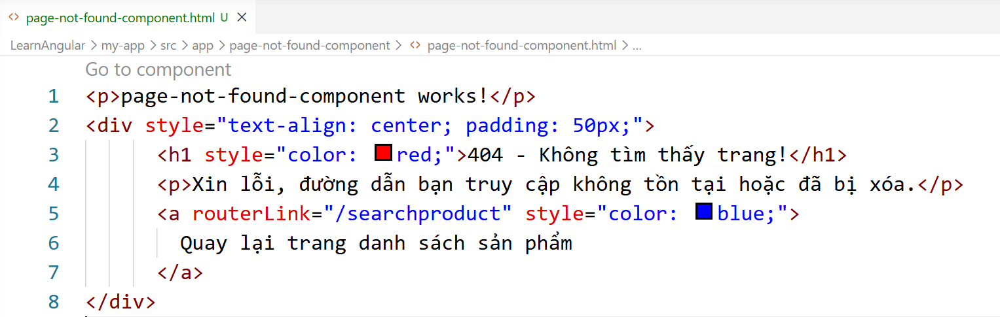 page-not-found-component.html U
LearnAngular > my-app > src > app > page-not-found-component > page-not-found-component.html > ...
Go to component
1 <p>page-not-found-component works!</p>
2 <div style="text-align: center; padding: 50px;">
3 <h1 style="color: red;">404 - Không tìm thấy trang!</h1>
4 <p>Xin lỗi, đường dẫn bạn truy cập không tồn tại hoặc đã bị xóa.</p>
5 <a routerLink="/searchproduct" style="color: blue;">
6 Quay lại trang danh sách sản phẩm
7 </a>
8 </div>